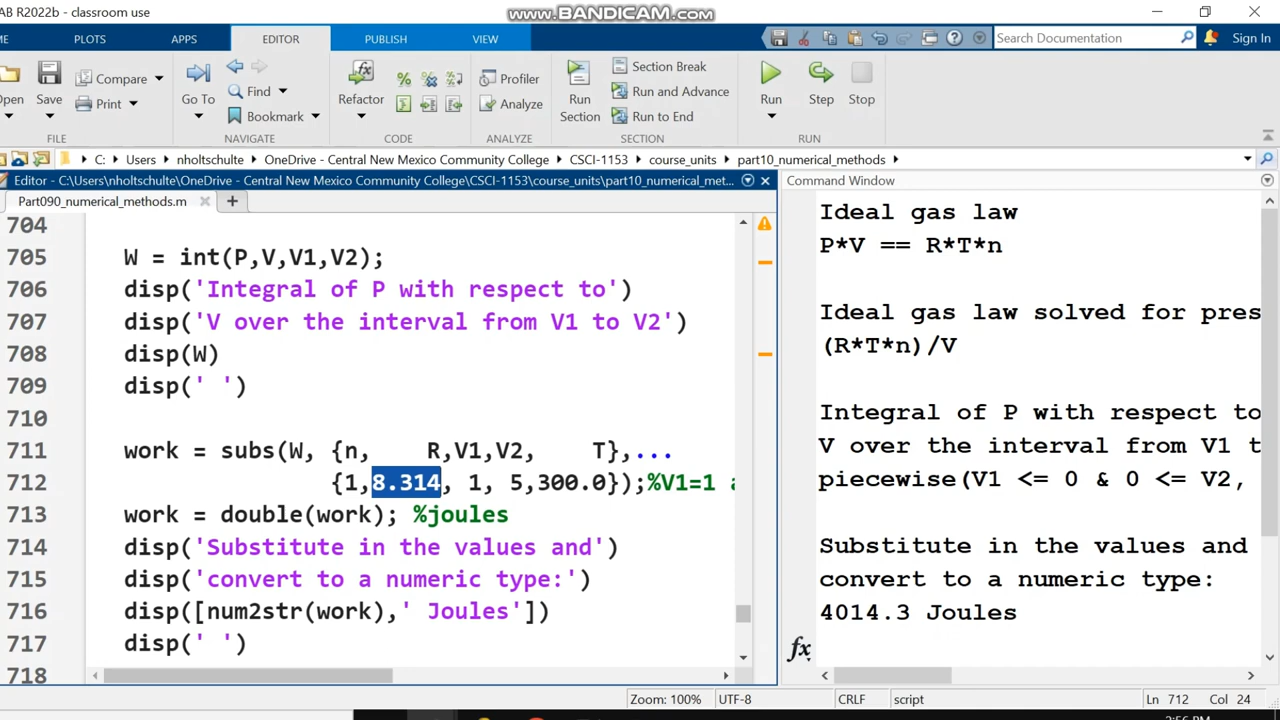 AB R2022b - classroom use
www.BANDICAM.com
ME PLOTS APPS EDITOR PUBLISH VIEW
Search Documentation
Sign In
Open
Save
Compare
Print
FILE
Go To
Find
Bookmark
NAVIGATE
Refactor
CODE
Profiler
Analyze
ANALYZE
Run Section
Section Break
Run and Advance
Run to End
SECTION
Run
Step
Stop
RUN
C: Users nholtschulte OneDrive - Central New Mexico Community College CSCI-1153 course_units part10_numerical_methods
Editor - C:\Users\nholtschulte\OneDrive - Central New Mexico Community College\CSCI-1153\course_units\part10_numerical_met...
Part090_numerical_methods.m
704
705 W = int(P,V,V1,V2);
706 disp('Integral of P with respect to')
707 disp('V over the interval from V1 to V2')
708 disp(W)
709 disp(' ')
710
711 work = subs(W, {n, R,V1,V2, T},...
712 {1,8.314, 1, 5,300.0});%V1=1 a
713 work = double(work); %joules
714 disp('Substitute in the values and')
715 disp('convert to a numeric type:')
716 disp([num2str(work),' Joules'])
717 disp(' ')
718
Command Window
Ideal gas law
P*V == R*T*n
Ideal gas law solved for pres
(R*T*n)/V
Integral of P with respect to
V over the interval from V1 t
piecewise(V1 <= 0 & 0 <= V2,
Substitute in the values and
convert to a numeric type:
4014.3 Joules
fx
Zoom: 100% UTF-8 CRLF script Ln 712 Col 24